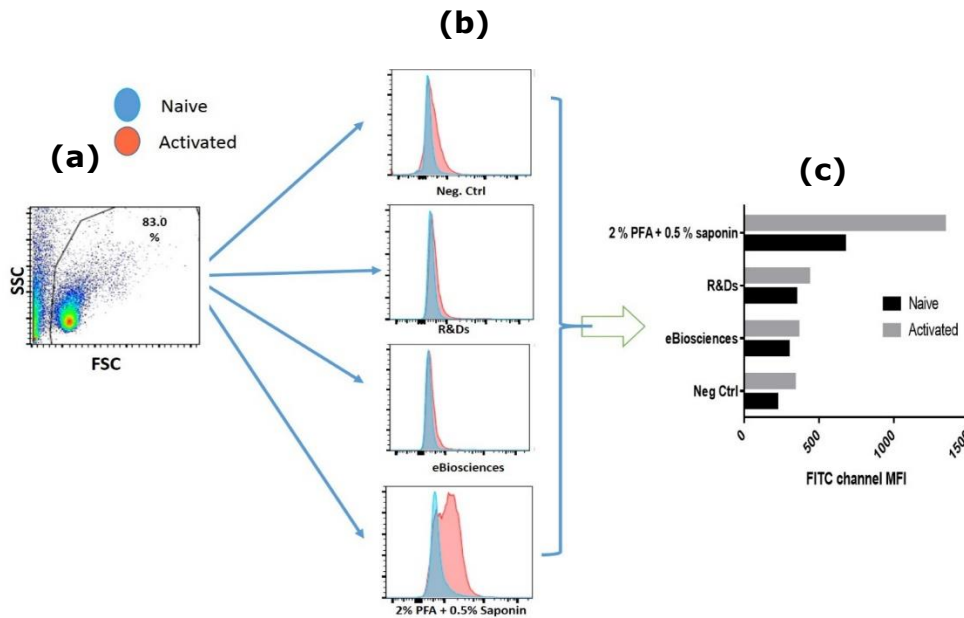 (b)
Naive
Activated
(a)
83.0
%
SSC
FSC
Neg. Ctrl
R&Ds
eBiosciences
2% PFA + 0.5% Saponin
(c)
2 % PFA + 0.5 % saponin
R&Ds
eBiosciences
Neg Ctrl
Naive
Activated
0
500
1000
1500
FITC channel MFI